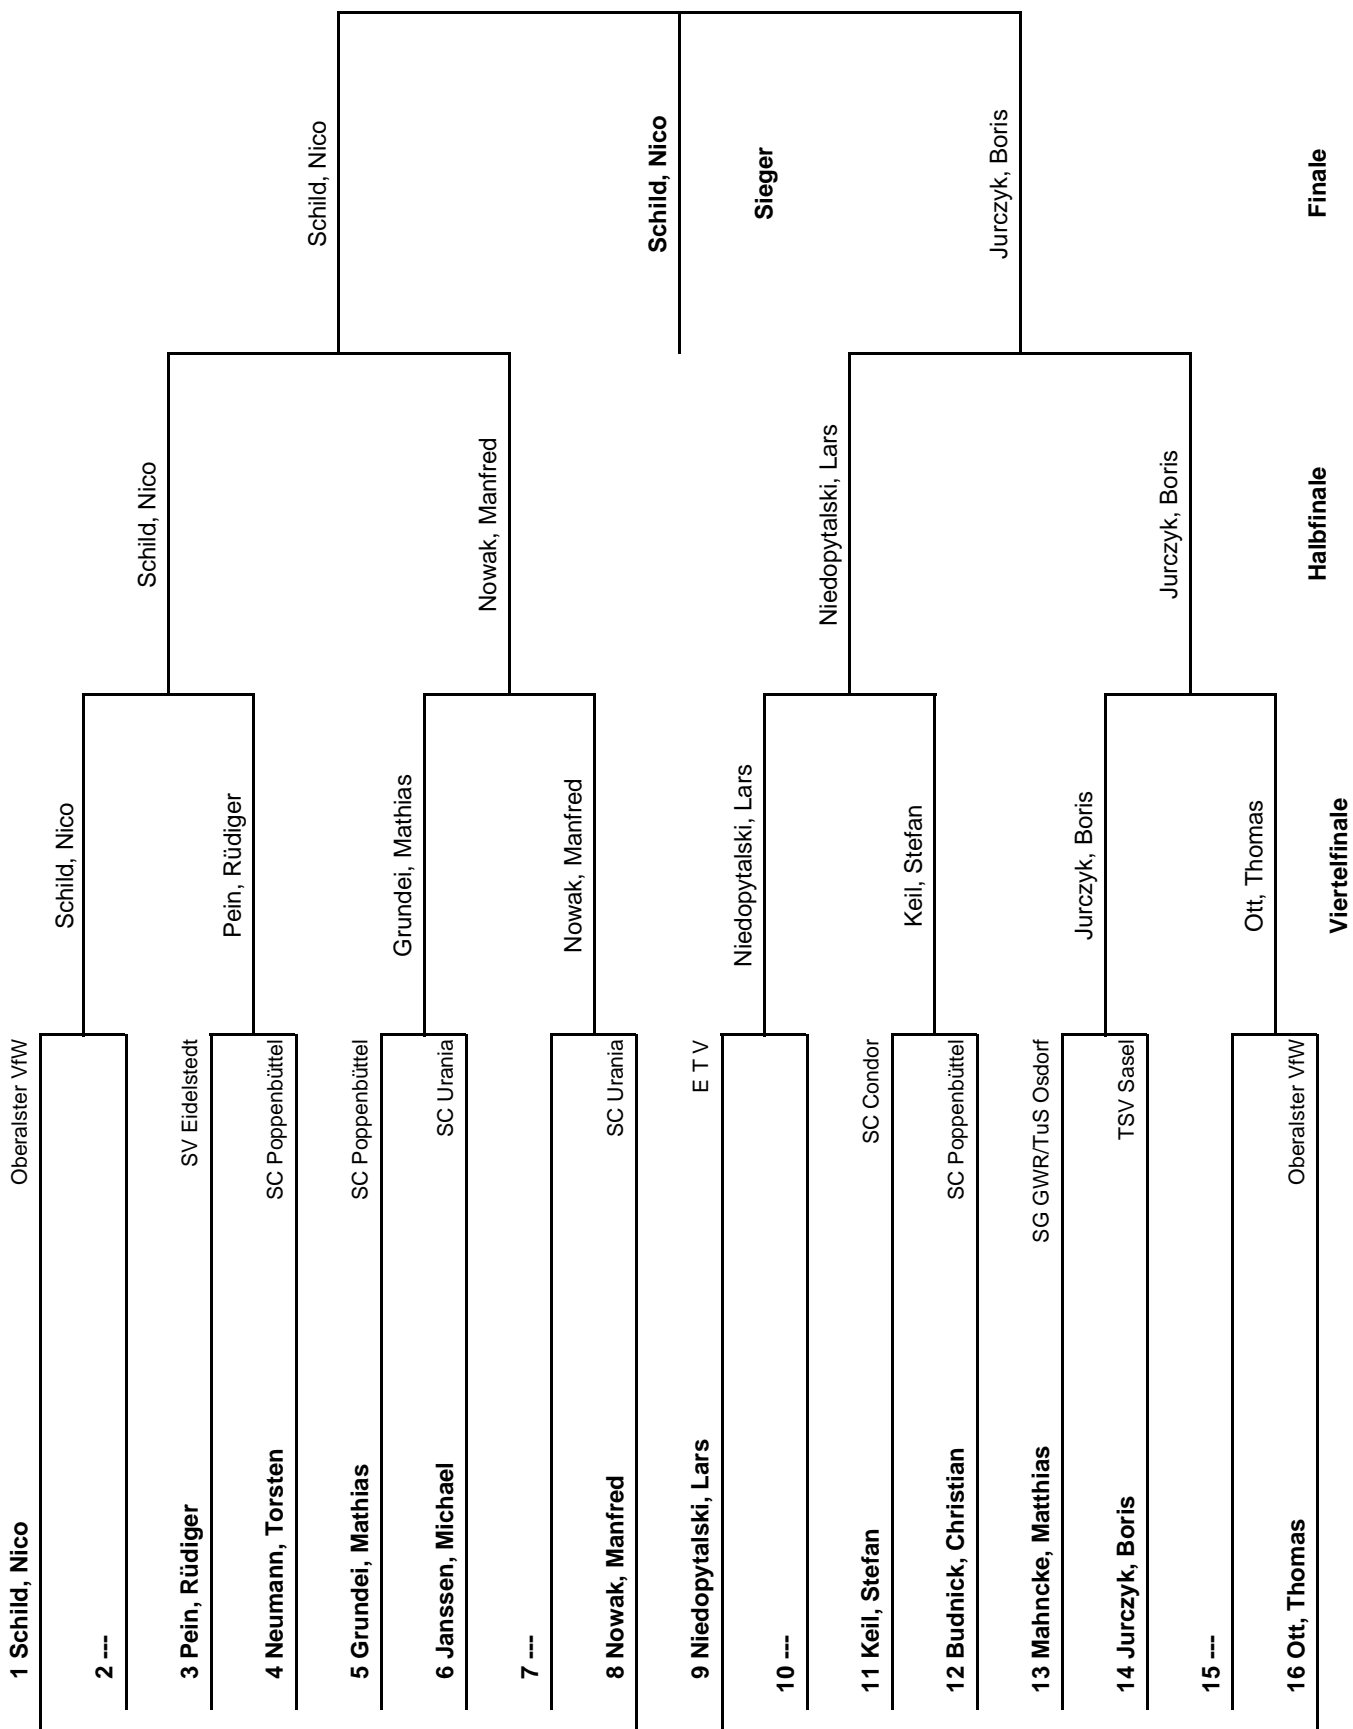 1 Schild, Nico Oberalster VfW
2 ---
3 Pein, Rüdiger SV Eidelstedt
4 Neumann, Torsten SC Poppenbüttel
5 Grundei, Mathias SC Poppenbüttel
6 Janssen, Michael SC Urania
7 ---
8 Nowak, Manfred SC Urania
9 Niedopytalski, Lars E T V
10 ---
11 Keil, Stefan SC Condor
12 Budnick, Christian SC Poppenbüttel
13 Mahncke, Matthias SG GWR/TuS Osdorf
14 Jurczyk, Boris TSV Sasel
15 ---
16 Ott, Thomas Oberalster VfW
Schild, Nico
Pein, Rüdiger
Grundei, Mathias
Nowak, Manfred
Niedopytalski, Lars
Keil, Stefan
Jurczyk, Boris
Ott, Thomas
Viertelfinale
Schild, Nico
Nowak, Manfred
Niedopytalski, Lars
Jurczyk, Boris
Halbfinale
Schild, Nico
Schild, Nico
Sieger
Jurczyk, Boris
Finale